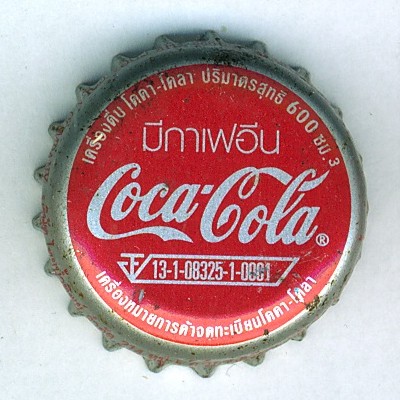 เครื่องดื่ม โคคา-โคลา ปริมาตรสุทธิ 600 ซม 3
มีกาเฟอีน
Coca-Cola®
13-1-08325-1-0001
เครื่องหมายการค้าจดทะเบียนโคคา-โคลา